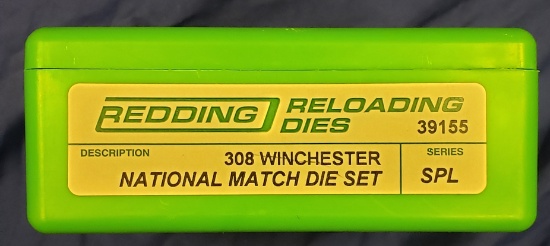 REDDING RELOADING DIES 39155
DESCRIPTION SERIES
308 WINCHESTER
NATIONAL MATCH DIE SET SPL